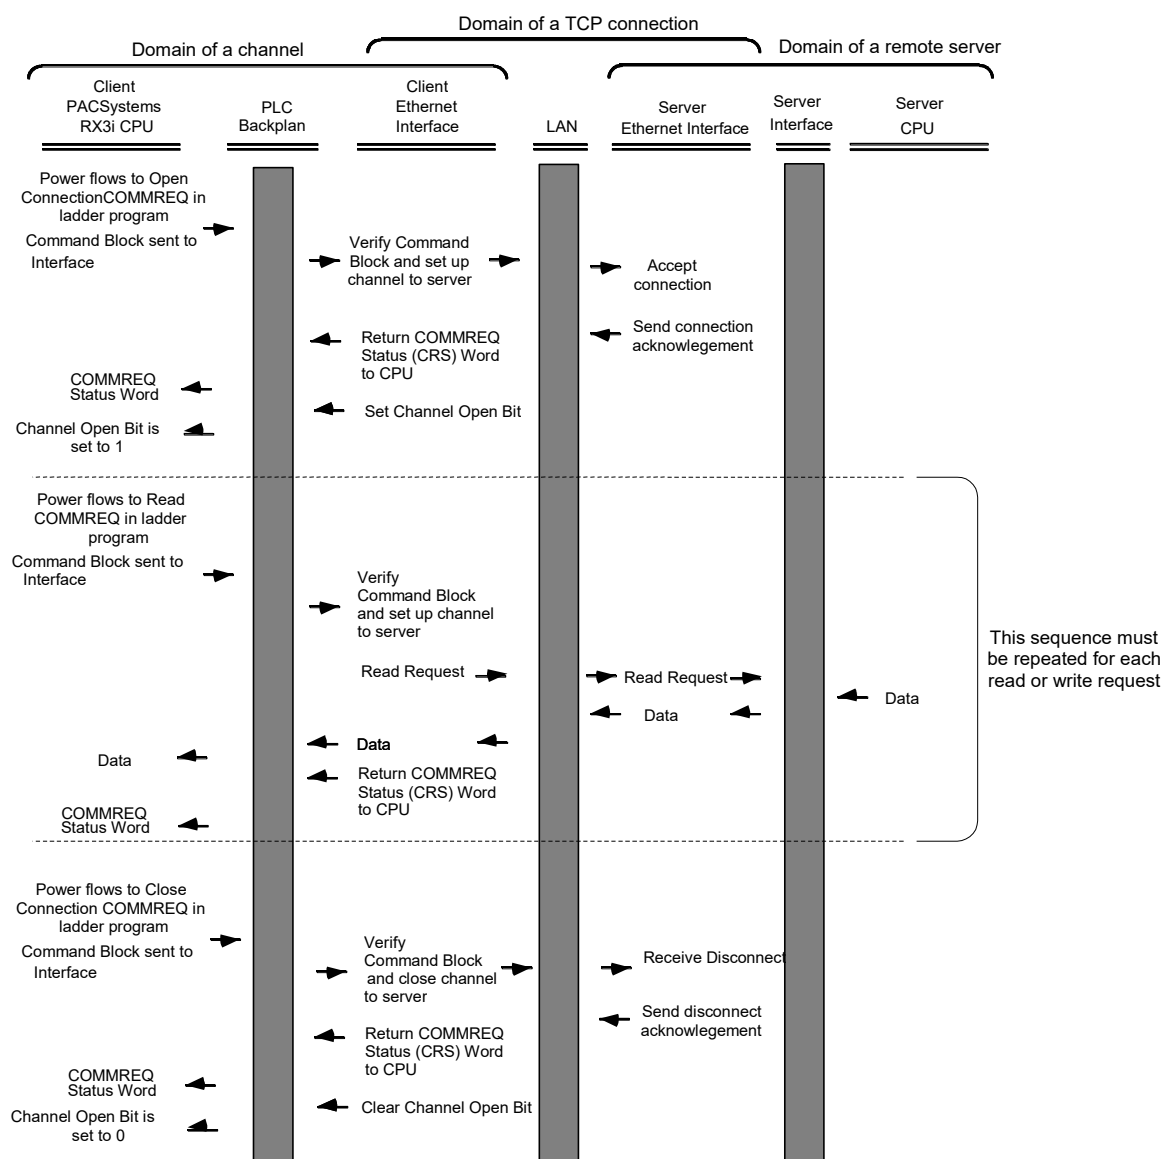 Domain of a TCP connection
Domain of a channel
Domain of a remote server
Client
PACSystems
RX3i CPU
PLC
Backplan
Client
Ethernet
Interface
LAN
Server
Ethernet Interface
Server
Interface
Server
CPU
Power flows to Open
ConnectionCOMMREQ in
ladder program
Command Block sent to
Interface
Verify Command
Block and set up
channel to server
Accept
connection
Send connection
acknowlegement
Return COMMREQ
Status (CRS) Word
to CPU
COMMREQ
Status Word
Set Channel Open Bit
Channel Open Bit is
set to 1
Power flows to Read
COMMREQ in ladder
program
Command Block sent to
Interface
Verify
Command Block
and set up channel
to server
Read Request
Read Request
Data
Data
Data
Data
Return COMMREQ
Status (CRS) Word
to CPU
COMMREQ
Status Word
This sequence must
be repeated for each
read or write request
Power flows to Close
Connection COMMREQ in
ladder program
Command Block sent to
Interface
Verify
Command Block
and close channel
to server
Receive Disconnect
Send disconnect
acknowlegement
Return COMMREQ
Status (CRS) Word
to CPU
COMMREQ
Status Word
Clear Channel Open Bit
Channel Open Bit is
set to 0